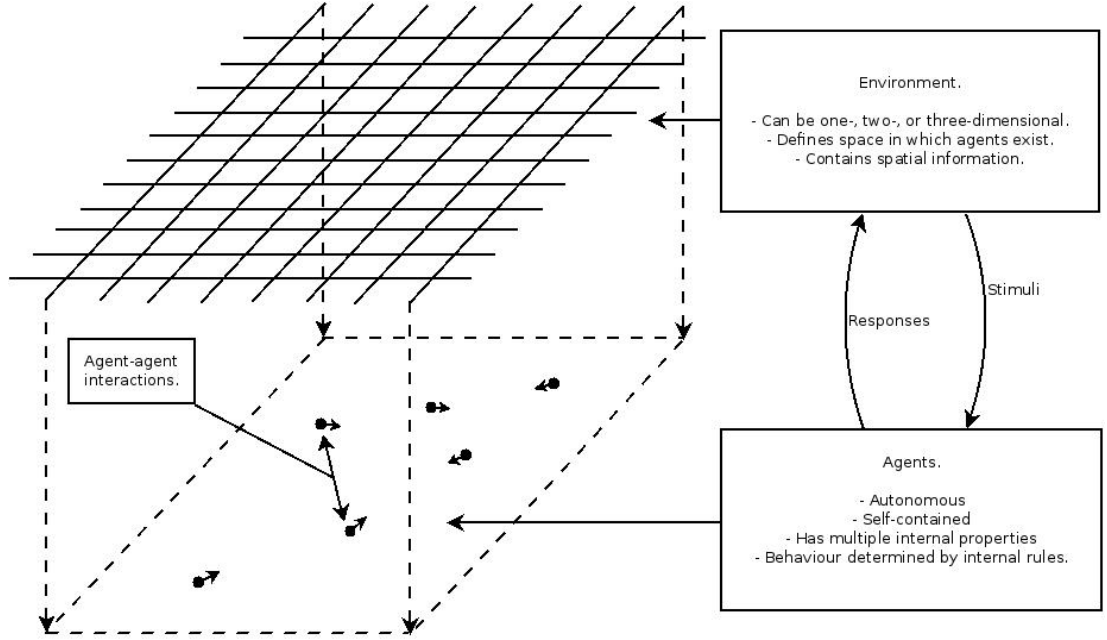 Environment.
- Can be one-, two-, or three-dimensional.
- Defines space in which agents exist.
- Contains spatial information.
Stimuli
Responses
Agent-agent
interactions.
Agents.
- Autonomous
- Self-contained
- Has multiple internal properties
- Behaviour determined by internal rules.